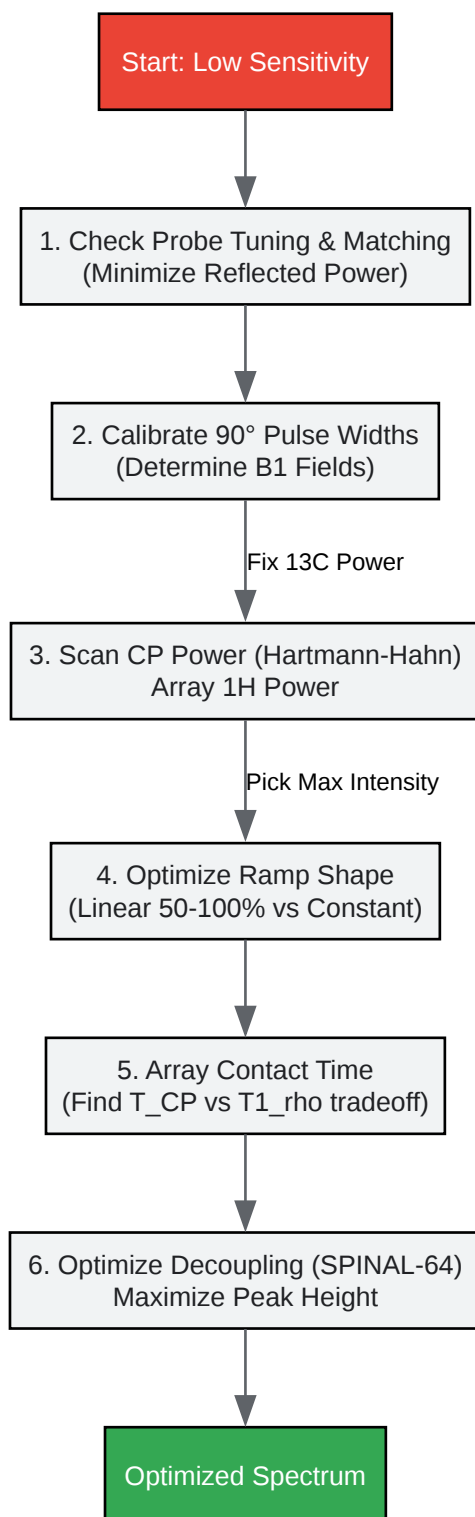 Start: Low Sensitivity
1. Check Probe Tuning & Matching
(Minimize Reflected Power)
2. Calibrate 90° Pulse Widths
(Determine B1 Fields)
Fix 13C Power
3. Scan CP Power (Hartmann-Hahn)
Array 1H Power
Pick Max Intensity
4. Optimize Ramp Shape
(Linear 50-100% vs Constant)
5. Array Contact Time
(Find T_CP vs T1_rho tradeoff)
6. Optimize Decoupling (SPINAL-64)
Maximize Peak Height
Optimized Spectrum